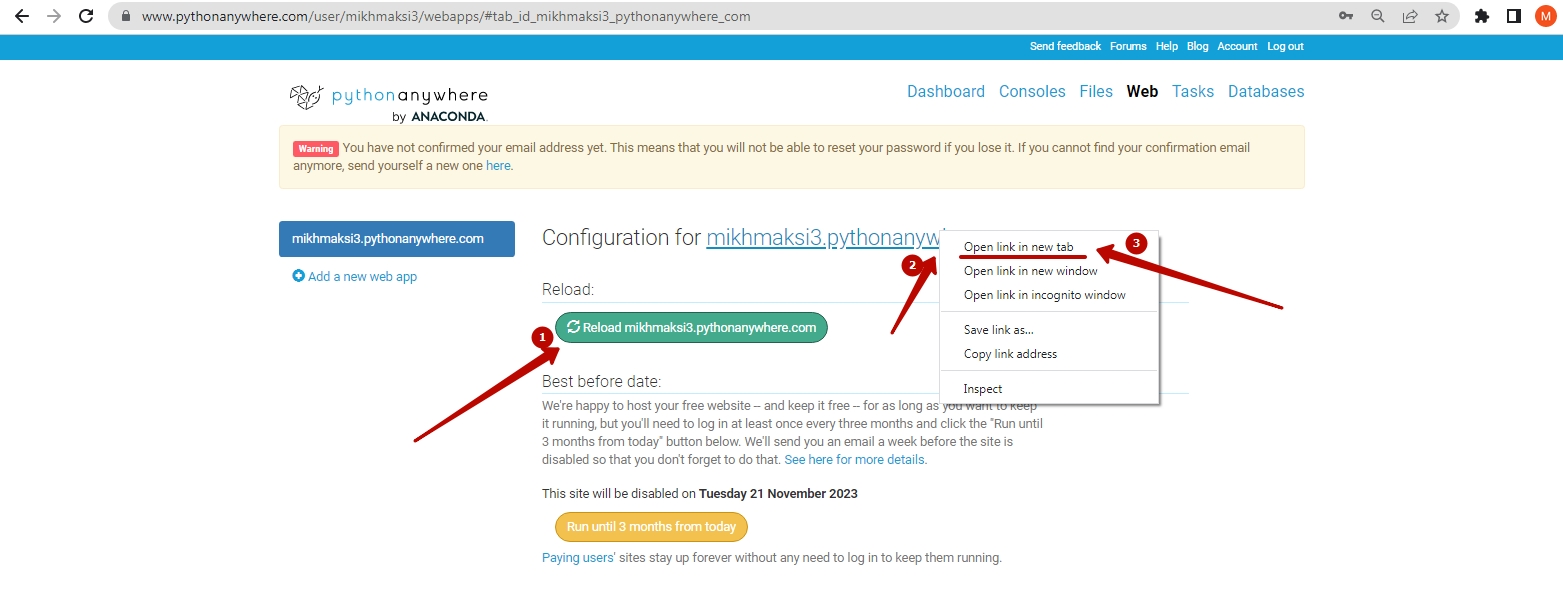 www.pythonanywhere.com/user/mikhmaksi3/webapps/#tab_id_mikhmaksi3_pythonanywhere_com
M
Send feedback Forums Help Blog Account Log out
pythonanywhere
by ANACONDA.
Dashboard Consoles Files Web Tasks Databases
Warning You have not confirmed your email address yet. This means that you will not be able to reset your password if you lose it. If you cannot find your confirmation email
anymore, send yourself a new one here.
mikhmaksi3.pythonanywhere.com
Add a new web app
Configuration for mikhmaksi3.pythonanyw
Open link in new tab
3
2
Open link in new window
Open link in incognito window
Save link as...
Copy link address
Inspect
Reload:
1
Reload mikhmaksi3.pythonanywhere.com
Best before date:
We're happy to host your free website -- and keep it free -- for as long as you want to keep
it running, but you'll need to log in at least once every three months and click the "Run until
3 months from today" button below. We'll send you an email a week before the site is
disabled so that you don't forget to do that. See here for more details.
This site will be disabled on Tuesday 21 November 2023
Run until 3 months from today
Paying users' sites stay up forever without any need to log in to keep them running.